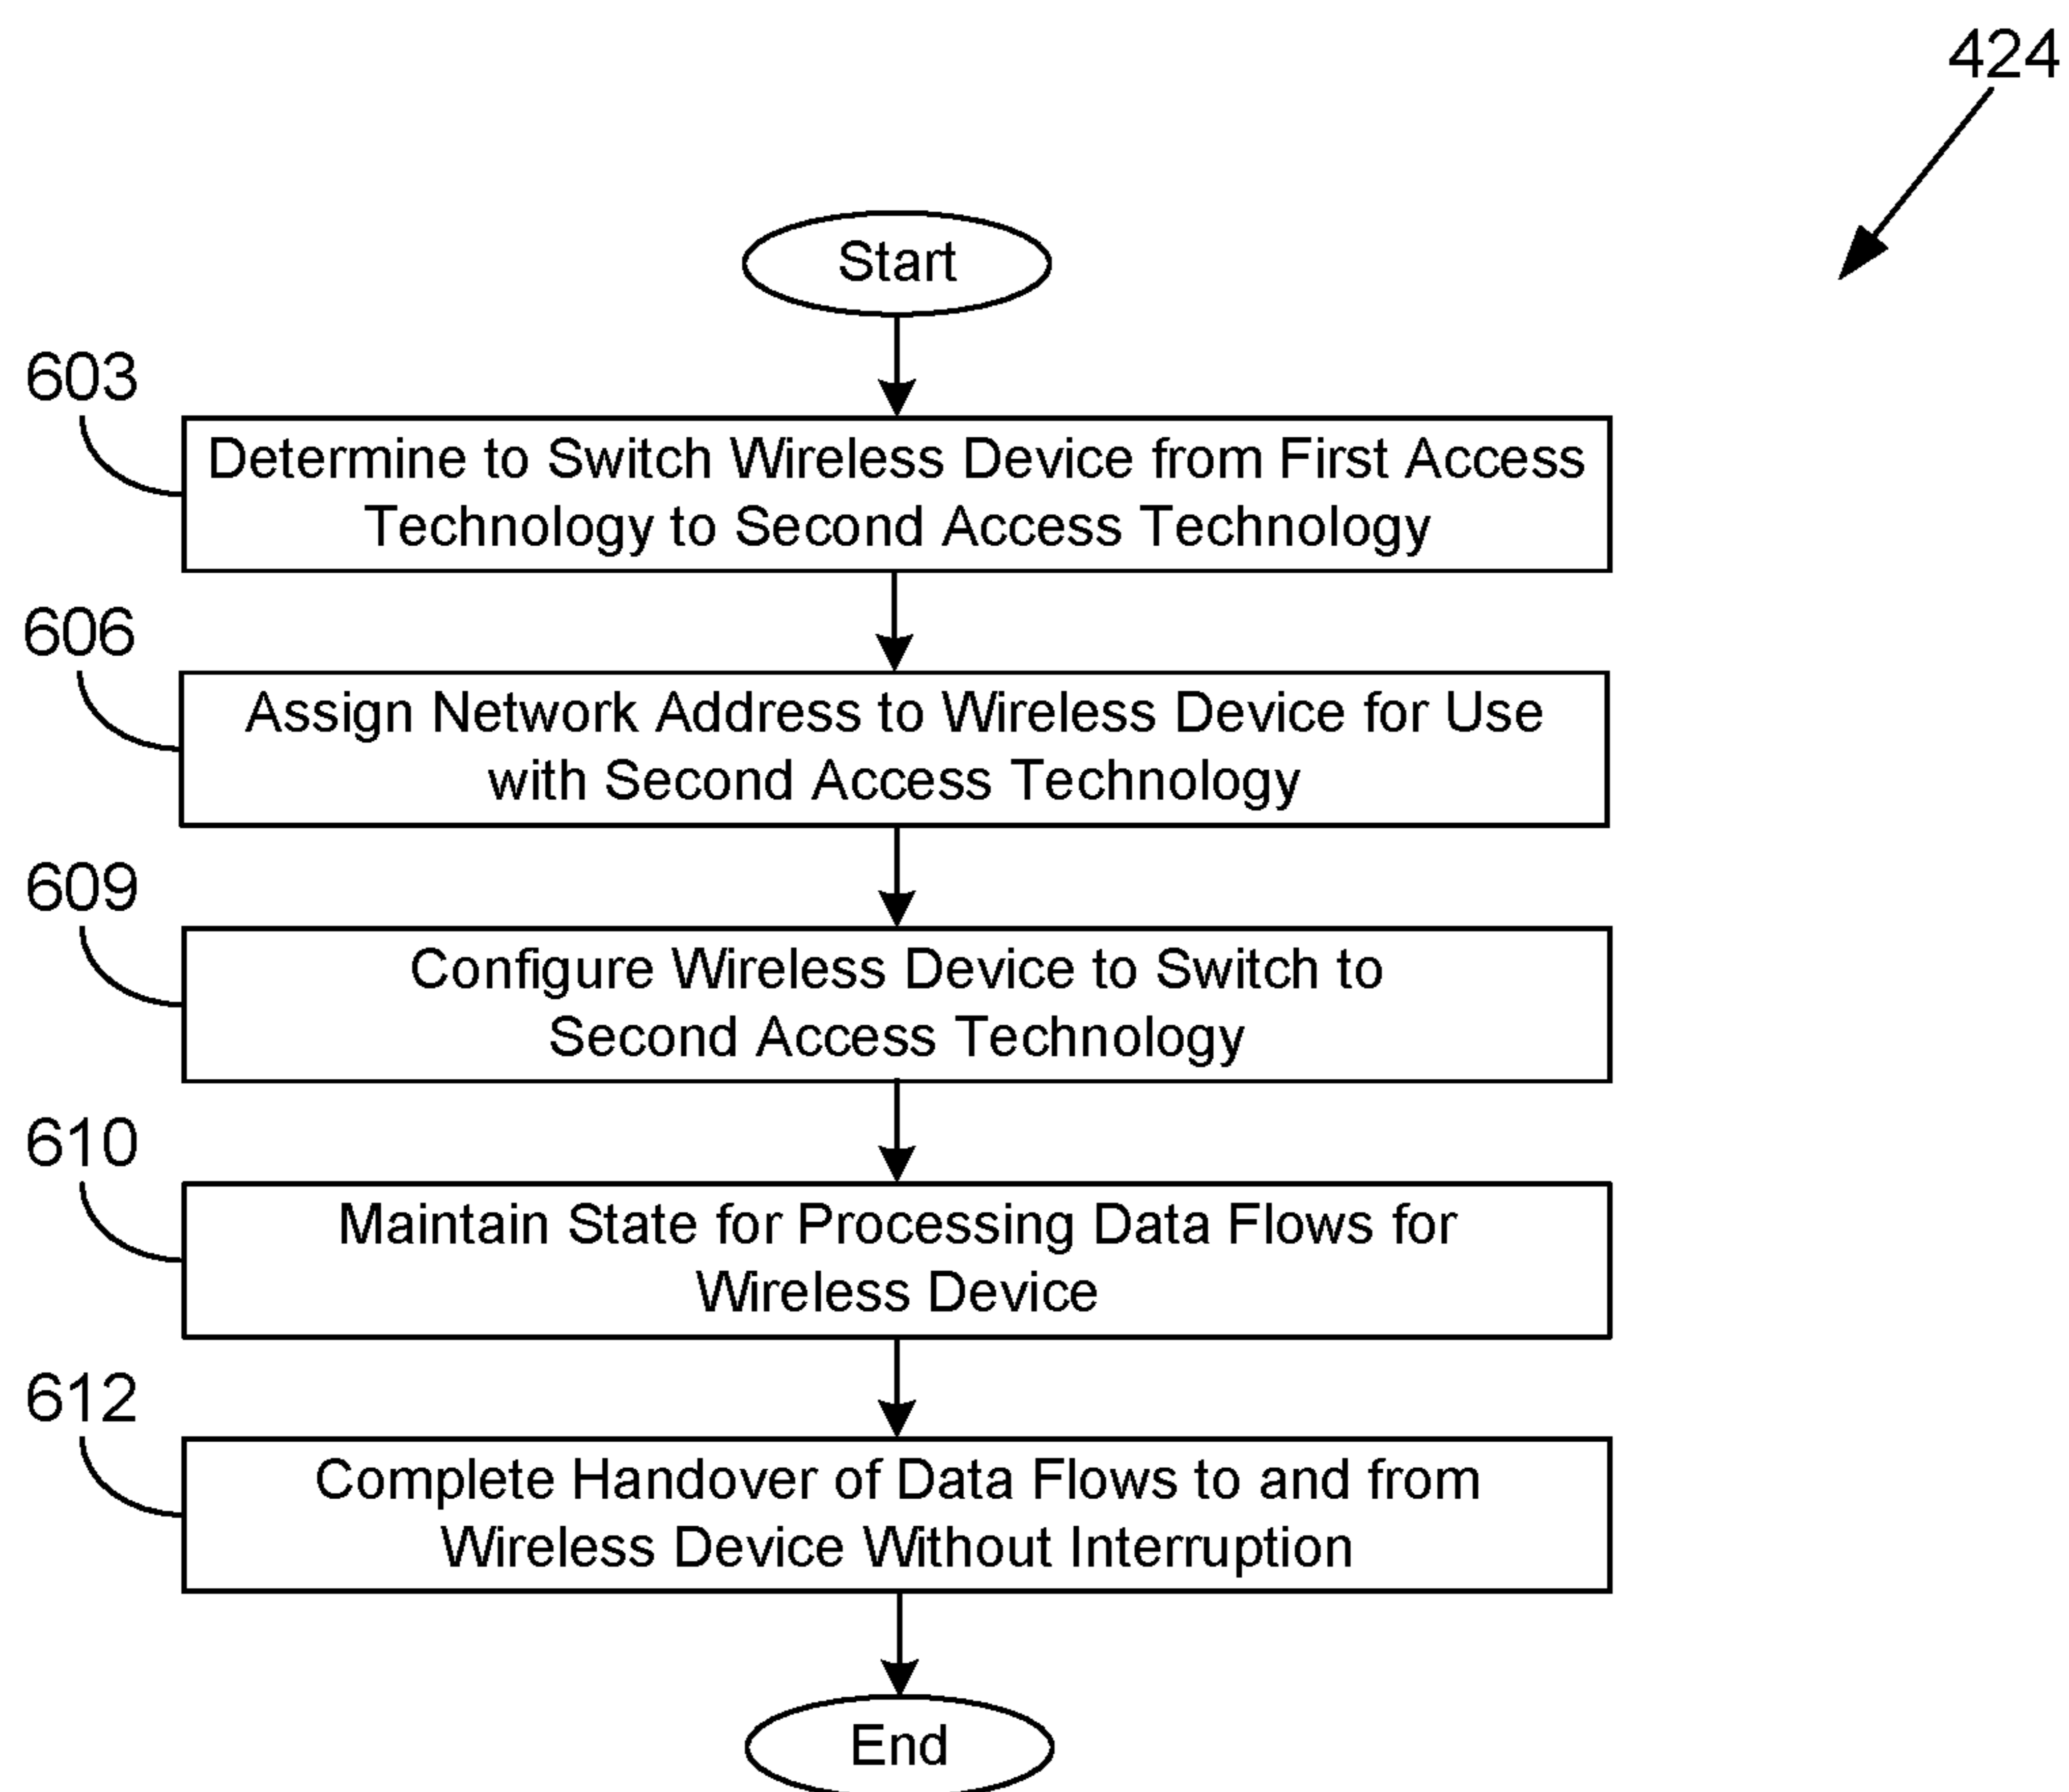 424
Start
603
Determine to Switch Wireless Device from First Access
Technology to Second Access Technology
606
Assign Network Address to Wireless Device for Use
with Second Access Technology
609
Configure Wireless Device to Switch to
Second Access Technology
610
Maintain State for Processing Data Flows for
Wireless Device
612
Complete Handover of Data Flows to and from
Wireless Device Without Interruption
End